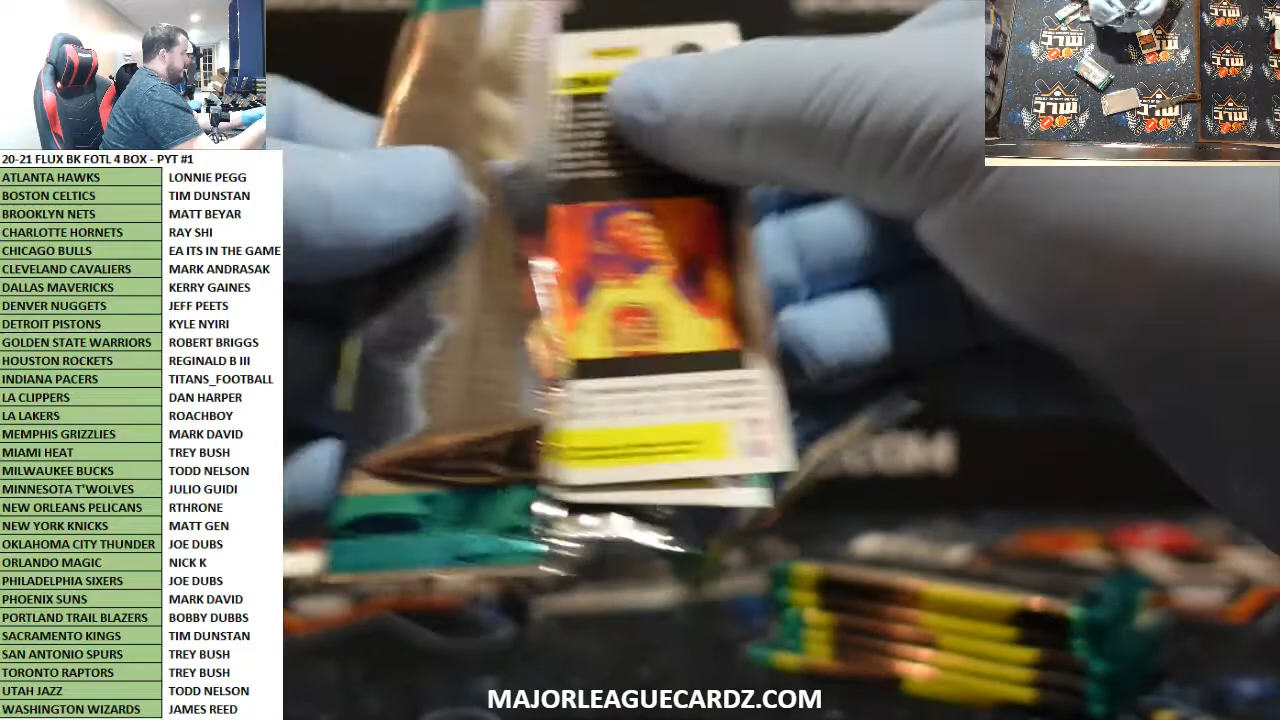 20-21 FLUX BK FOTL 4 BOX - PYT #1
ATLANTA HAWKS LONNIE PEGG
BOSTON CELTICS TIM DUNSTAN
BROOKLYN NETS MATT BEYAR
CHARLOTTE HORNETS RAY SHI
CHICAGO BULLS EA ITS IN THE GAME
CLEVELAND CAVALIERS MARK ANDRASAK
DALLAS MAVERICKS KERRY GAINES
DENVER NUGGETS JEFF PEETS
DETROIT PISTONS KYLE NYIRI
GOLDEN STATE WARRIORS ROBERT BRIGGS
HOUSTON ROCKETS REGINALD B III
INDIANA PACERS TITANS_FOOTBALL
LA CLIPPERS DAN HARPER
LA LAKERS ROACHBOY
MEMPHIS GRIZZLIES MARK DAVID
MIAMI HEAT TREY BUSH
MILWAUKEE BUCKS TODD NELSON
MINNESOTA T'WOLVES JULIO GUIDI
NEW ORLEANS PELICANS RTHRONE
NEW YORK KNICKS MATT GEN
OKLAHOMA CITY THUNDER JOE DUBS
ORLANDO MAGIC NICK K
PHILADELPHIA SIXERS JOE DUBS
PHOENIX SUNS MARK DAVID
PORTLAND TRAIL BLAZERS BOBBY DUBBS
SACRAMENTO KINGS TIM DUNSTAN
SAN ANTONIO SPURS TREY BUSH
TORONTO RAPTORS TREY BUSH
UTAH JAZZ TODD NELSON
WASHINGTON WIZARDS JAMES REED
.COM
MAJORLEAGUECARDZ.COM